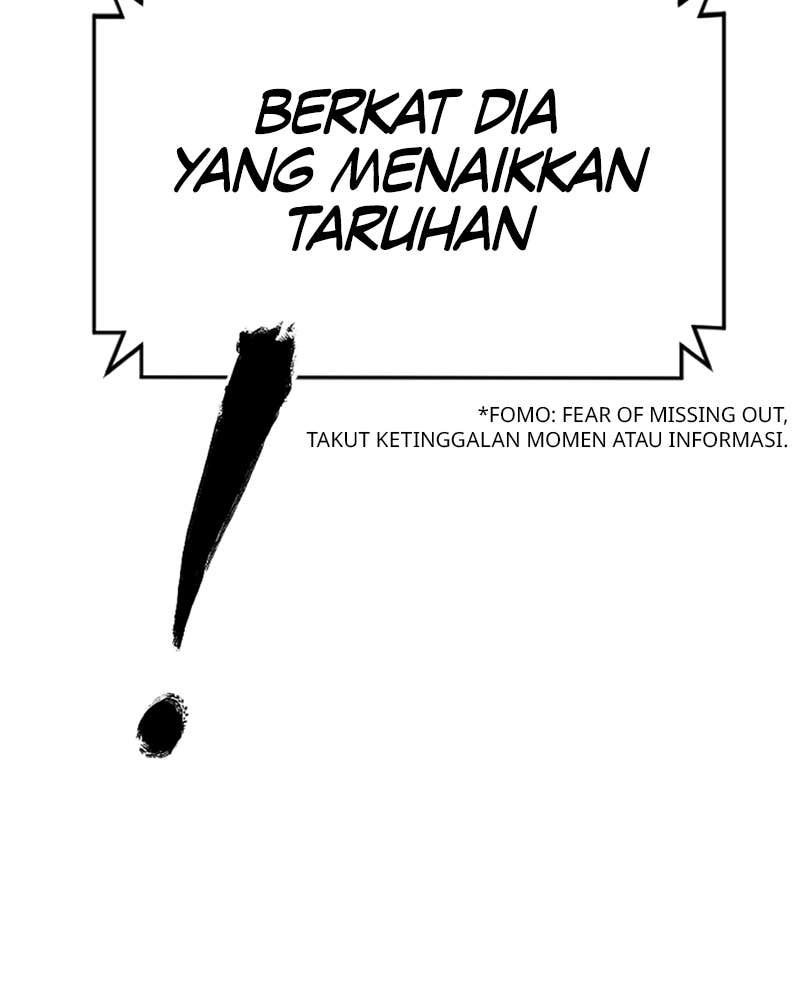 BERKAT DIA
YANG MENAIKKAN
TARUHAN
!
*FOMO: FEAR OF MISSING OUT,
TAKUT KETINGGALAN MOMEN ATAU INFORMASI.